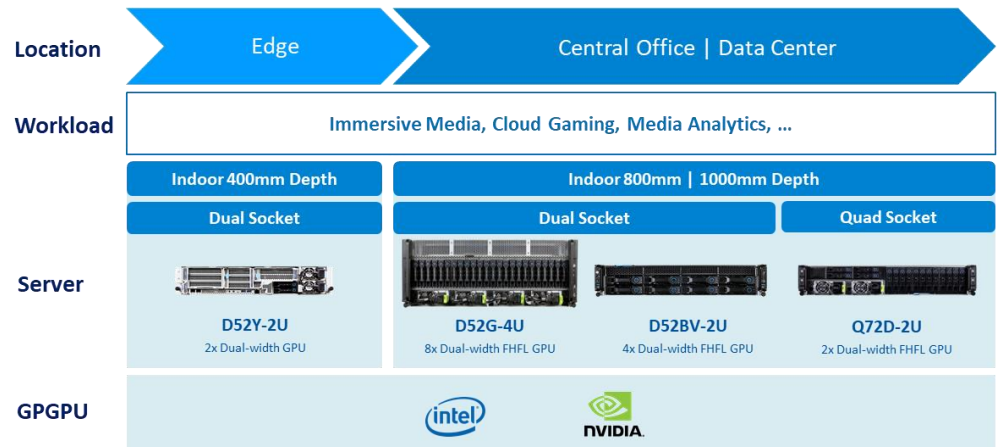 Location
Edge
Central Office | Data Center
Workload
Immersive Media, Cloud Gaming, Media Analytics, ...
Indoor 400mm Depth
Indoor 800mm | 1000mm Depth
Dual Socket
Dual Socket
Quad Socket
Server
D52Y-2U
D52G-4U
D52BV-2U
Q72D-2U
2x Dual-width GPU
8x Dual-width FHFL GPU
4x Dual-width FHFL GPU
2x Dual-width FHFL GPU
GPGPU
intel
NVIDIA.